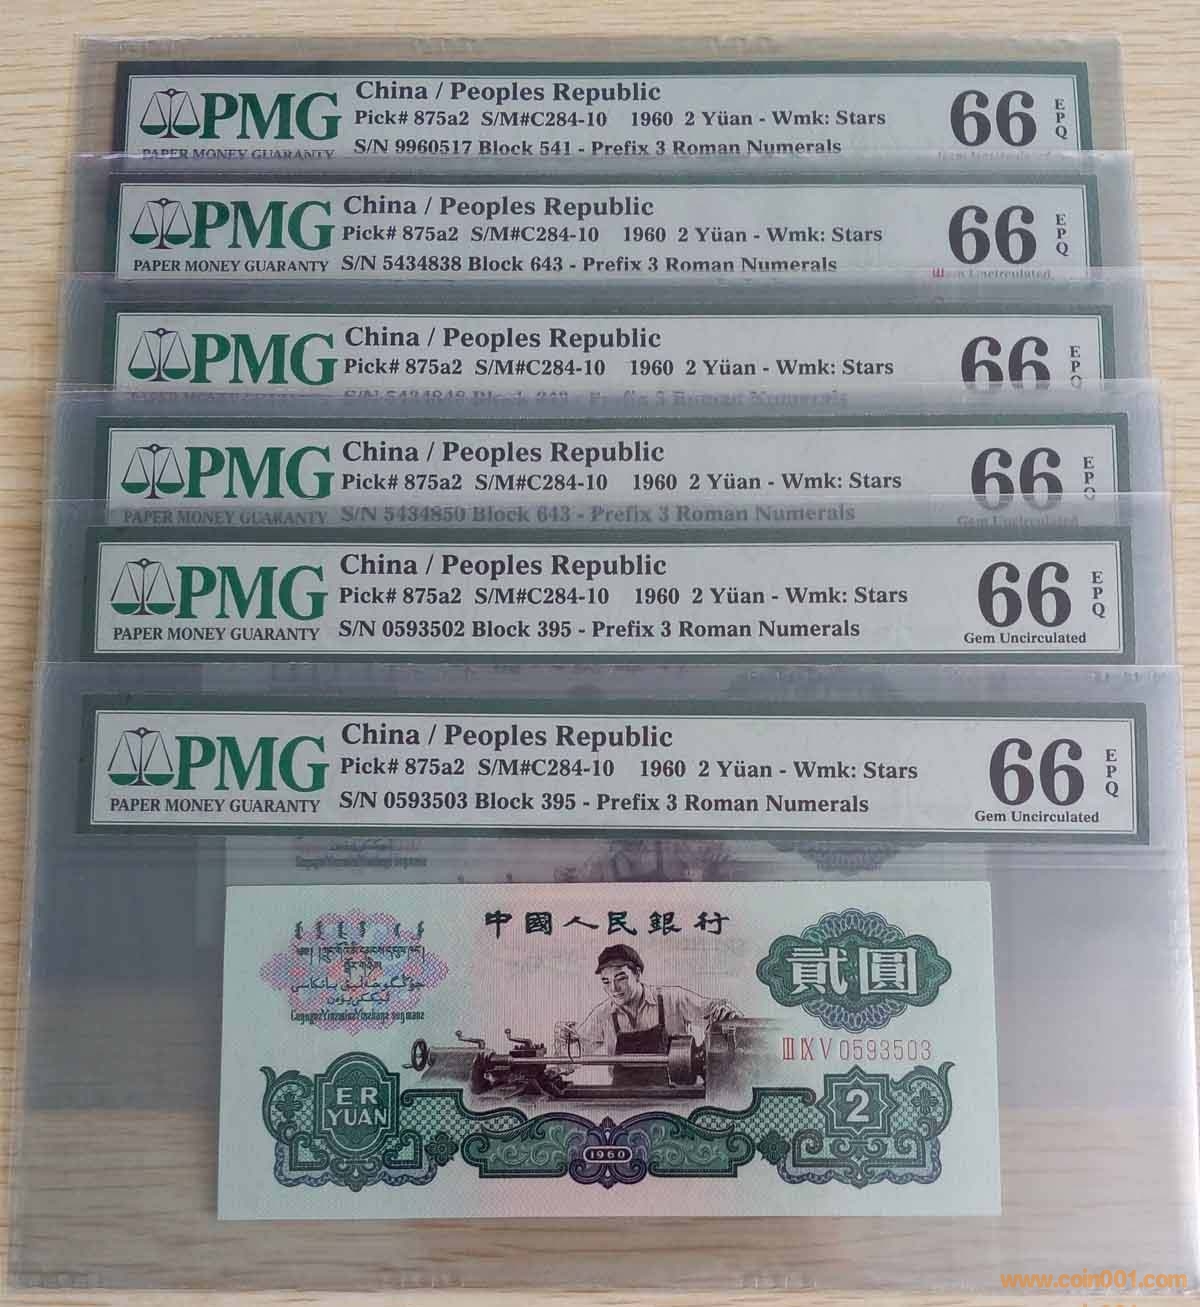 PMG
PAPER MONEY GUARANTY
China / Peoples Republic
Pick# 875a2 S/M#C284-10 1960 2 Yüan - Wmk: Stars
S/N 9960517 Block 541 - Prefix 3 Roman Numerals
66 EPQ
PMG
PAPER MONEY GUARANTY
China / Peoples Republic
Pick# 875a2 S/M#C284-10 1960 2 Yüan - Wmk: Stars
S/N 5434838 Block 643 - Prefix 3 Roman Numerals
66 EPQ
Uncirculated
PMG
China / Peoples Republic
Pick# 875a2 S/M#C284-10 1960 2 Yüan - Wmk: Stars
Prefix 3 Roman Numerals
66 EPQ
PMG
PAPER MONEY GUARANTY
China / Peoples Republic
Pick# 875a2 S/M#C284-10 1960 2 Yüan - Wmk: Stars
S/N 5434850 Block 643 - Prefix 3 Roman Numerals
66 EPQ
Gem Uncirculated
PMG
PAPER MONEY GUARANTY
China / Peoples Republic
Pick# 875a2 S/M#C284-10 1960 2 Yüan - Wmk: Stars
S/N 0593502 Block 395 - Prefix 3 Roman Numerals
66 EPQ
Gem Uncirculated
PMG
PAPER MONEY GUARANTY
China / Peoples Republic
Pick# 875a2 S/M#C284-10 1960 2 Yüan - Wmk: Stars
S/N 0593503 Block 395 - Prefix 3 Roman Numerals
66 EPQ
Gem Uncirculated
中國人民銀行
貳圓
III IX V 0593503
ER
YUAN
2
1960
www.coin001.com